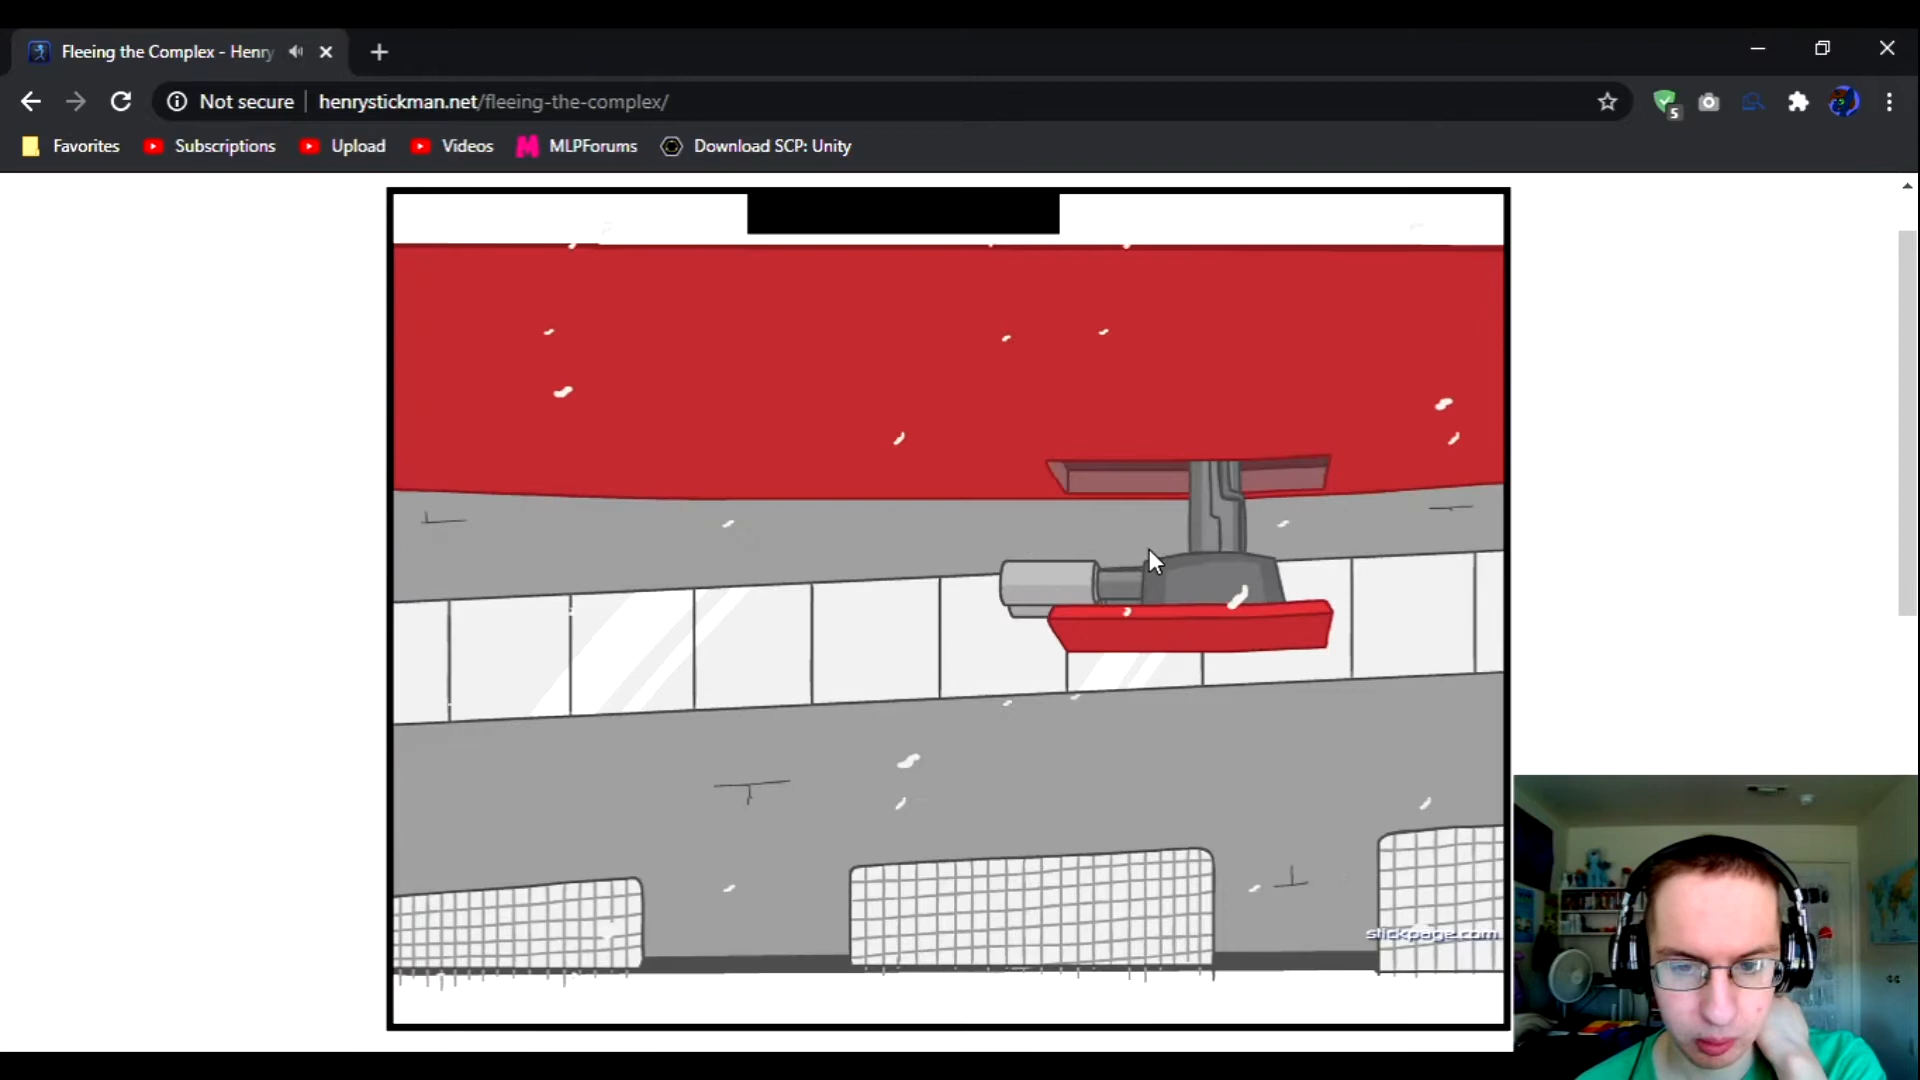 Fleeing the Complex - Henry
Not secure henrystickman.net/fleeing-the-complex/
5
Favorites Subscriptions Upload Videos MLPForums Download SCP: Unity
stickpage.com